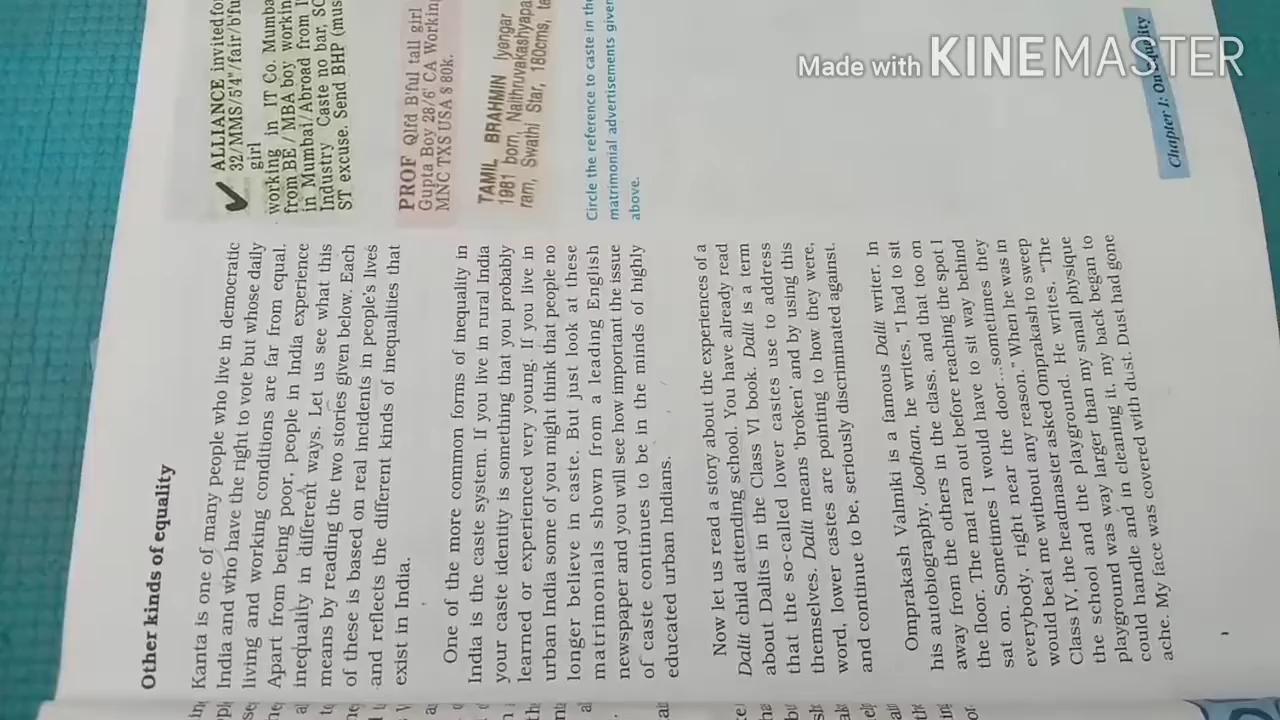 Other kinds of equality
Kanta is one of many people who live in democratic
India and who have the right to vote but whose daily
living and working conditions are far from equal.
Apart from being poor, people in India experience
inequality in different ways. Let us see what this
means by reading the two stories given below. Each
of these is based on real incidents in people's lives
and reflects the different kinds of inequalities that
exist in India.
One of the more common forms of inequality in
India is the caste system. If you live in rural India
your caste identity is something that you probably
learned or experienced very young. If you live in
urban India some of you might think that people no
longer believe in caste. But just look at these
matrimonials shown from a leading English
newspaper and you will see how important the issue
of caste continues to be in the minds of highly
educated urban Indians.
Now let us read a story about the experiences of a
Dalit child attending school. You have already read
about Dalits in the Class VI book. Dalit is a term
that the so-called lower castes use to address
themselves. Dalit means 'broken' and by using this
word, lower castes are pointing to how they were,
and continue to be, seriously discriminated against.
Omprakash Valmiki is a famous Dalit writer. In
his autobiography, Joothan, he writes, "I had to sit
away from the others in the class, and that too on
the floor. The mat ran out before reaching the spot I
sat on. Sometimes I would have to sit way behind
everybody, right near the door...sometimes they
would beat me without any reason." When he was in
Class IV, the headmaster asked Omprakash to sweep
the school and the playground. He writes, "The
playground was way larger than my small physique
could handle and in cleaning it, my back began to
ache. My face was covered with dust. Dust had gone
ALLIANCE invited for
32/MMS/5'4"/fair/b'fu
girl
working in IT Co. Mumba
from BE / MBA boy workin
in Mumbai/Abroad from I
Industry Caste no bar, SC
ST excuse. Send BHP (mus
PROF Qlfd B'ful tall girl
Gupta Boy 28/6' CA Working
MNC TXS USA $ 80k.
TAMIL BRAHMIN Iyengar
1981 born, Naithruvakashyapa
ram, Swathi Star, 180cms,
Circle the reference to caste in the
matrimonial advertisements given
above.
Chapter 1: On Equality
Made with KINEMASTER